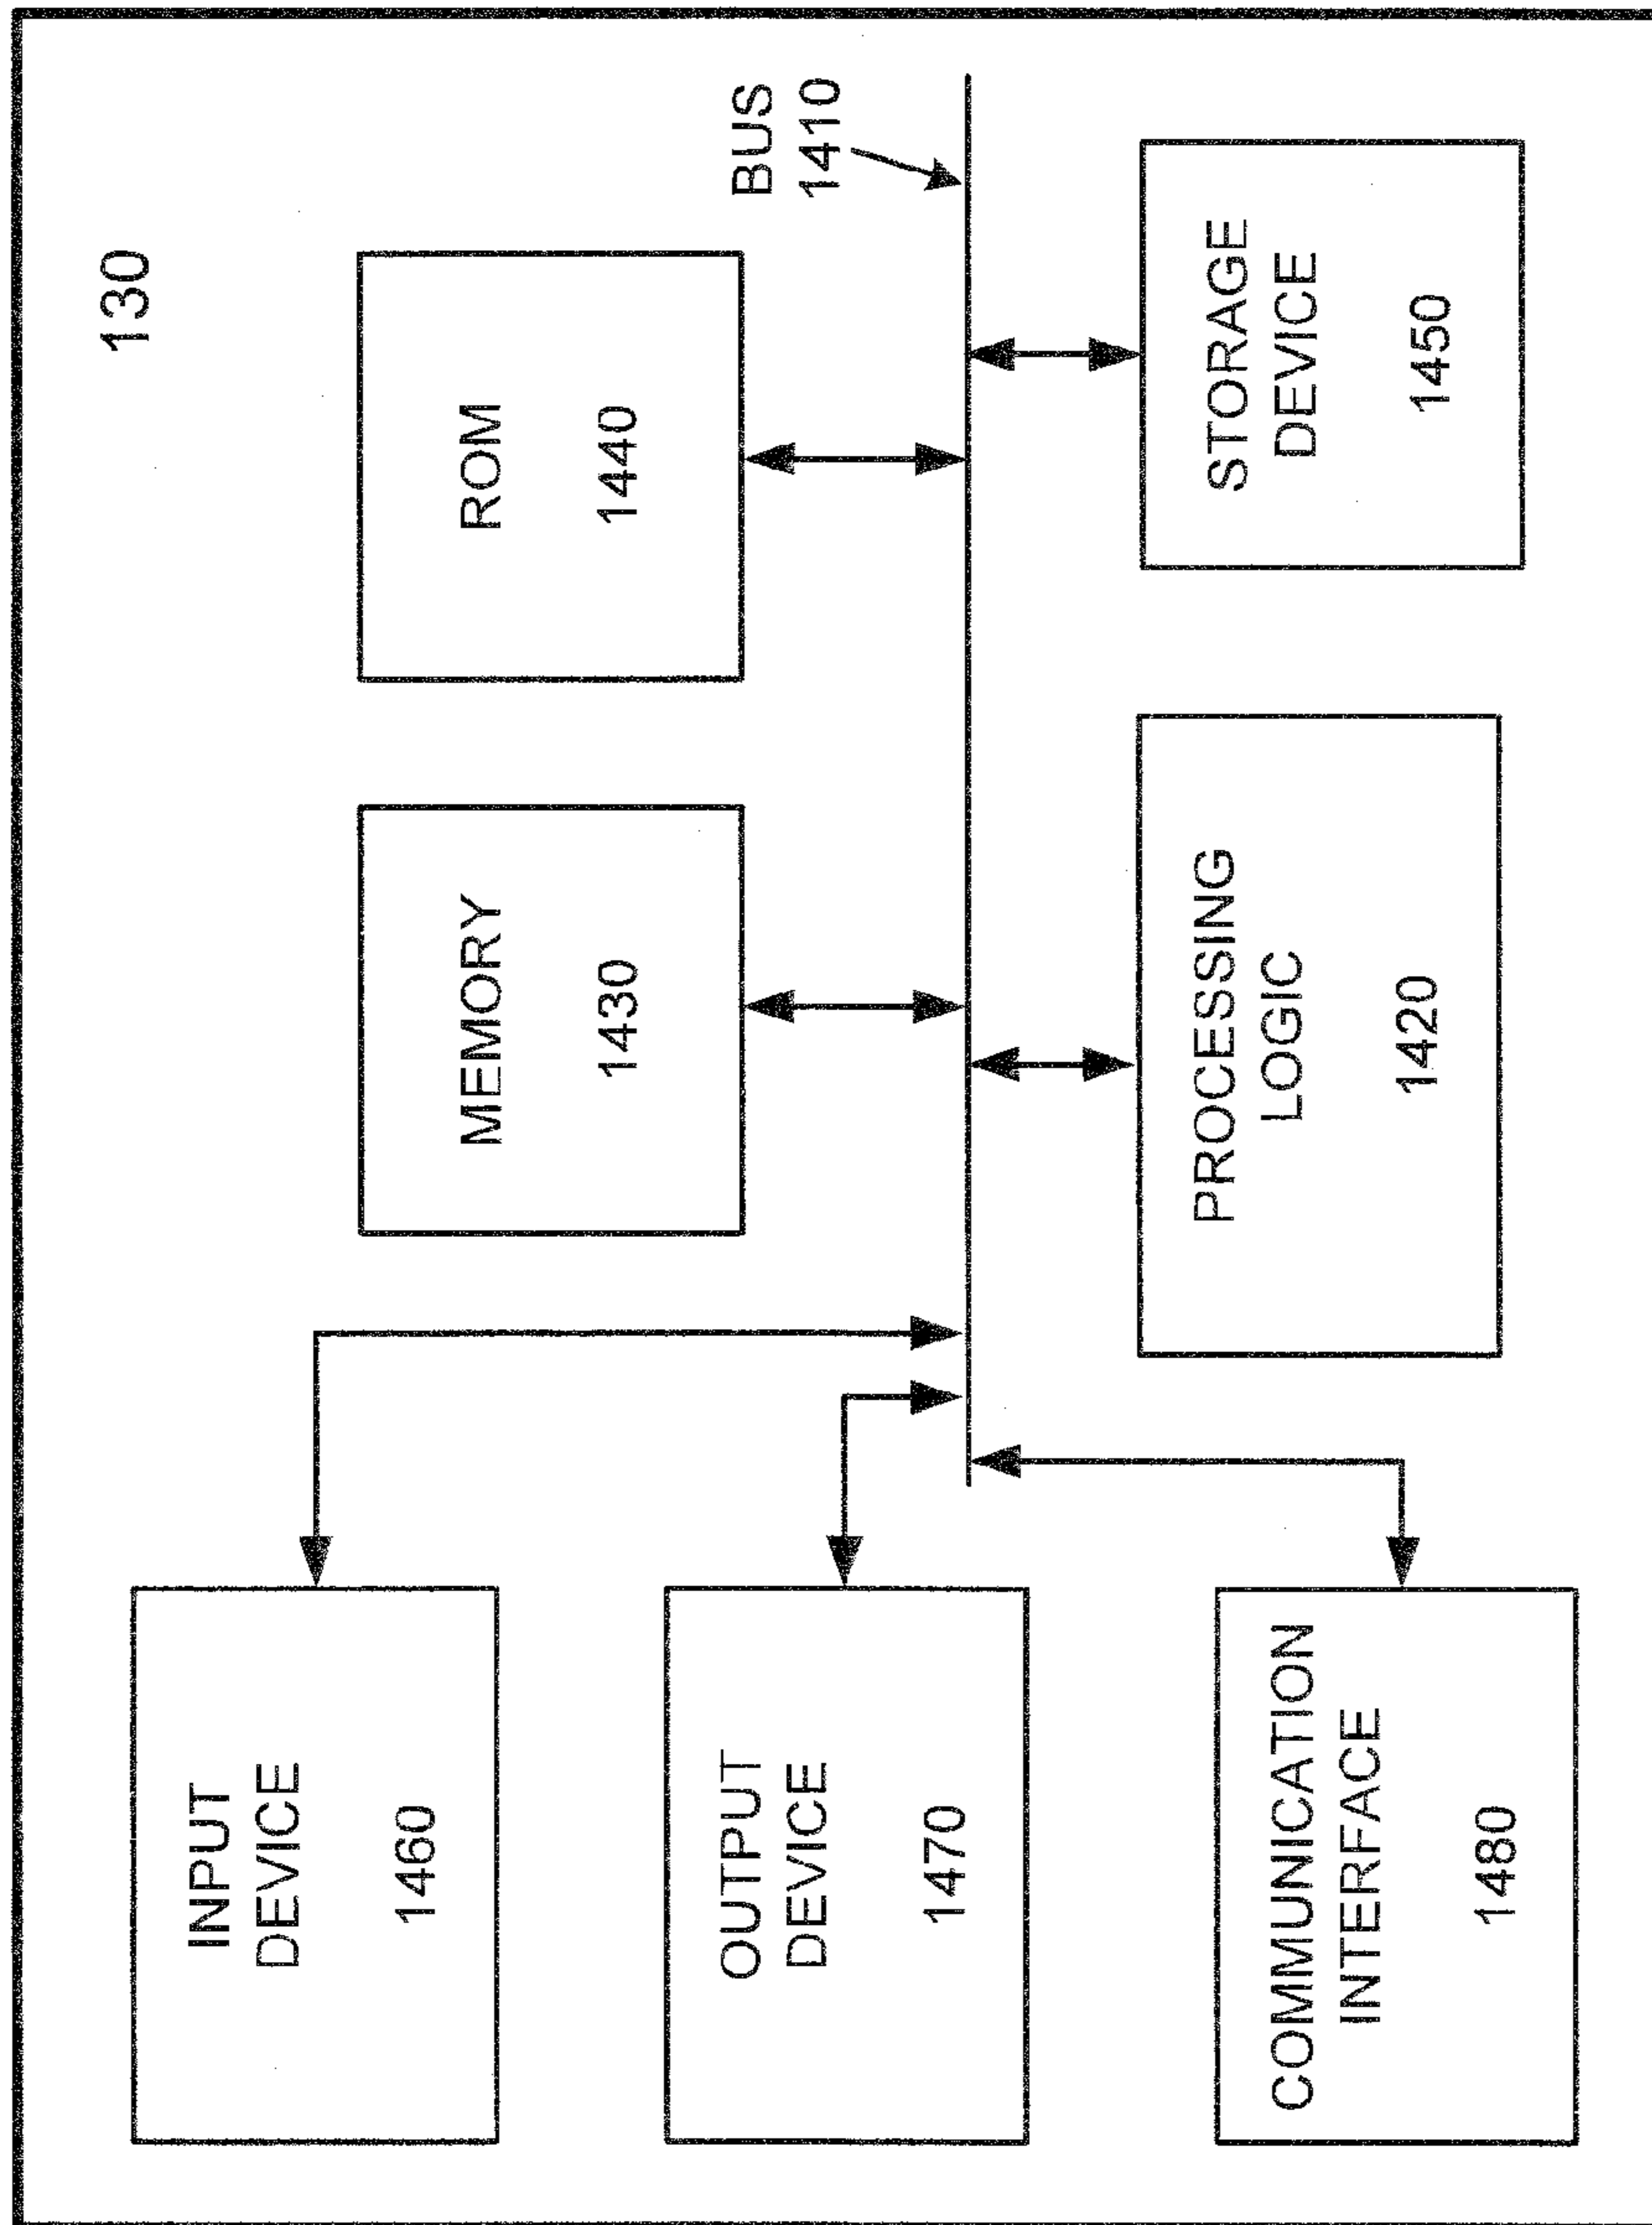 130
INPUT
DEVICE
1460
MEMORY
1430
ROM
1440
OUTPUT
DEVICE
1470
BUS
1410
PROCESSING
LOGIC
1420
STORAGE
DEVICE
1450
COMMUNICATION
INTERFACE
1480